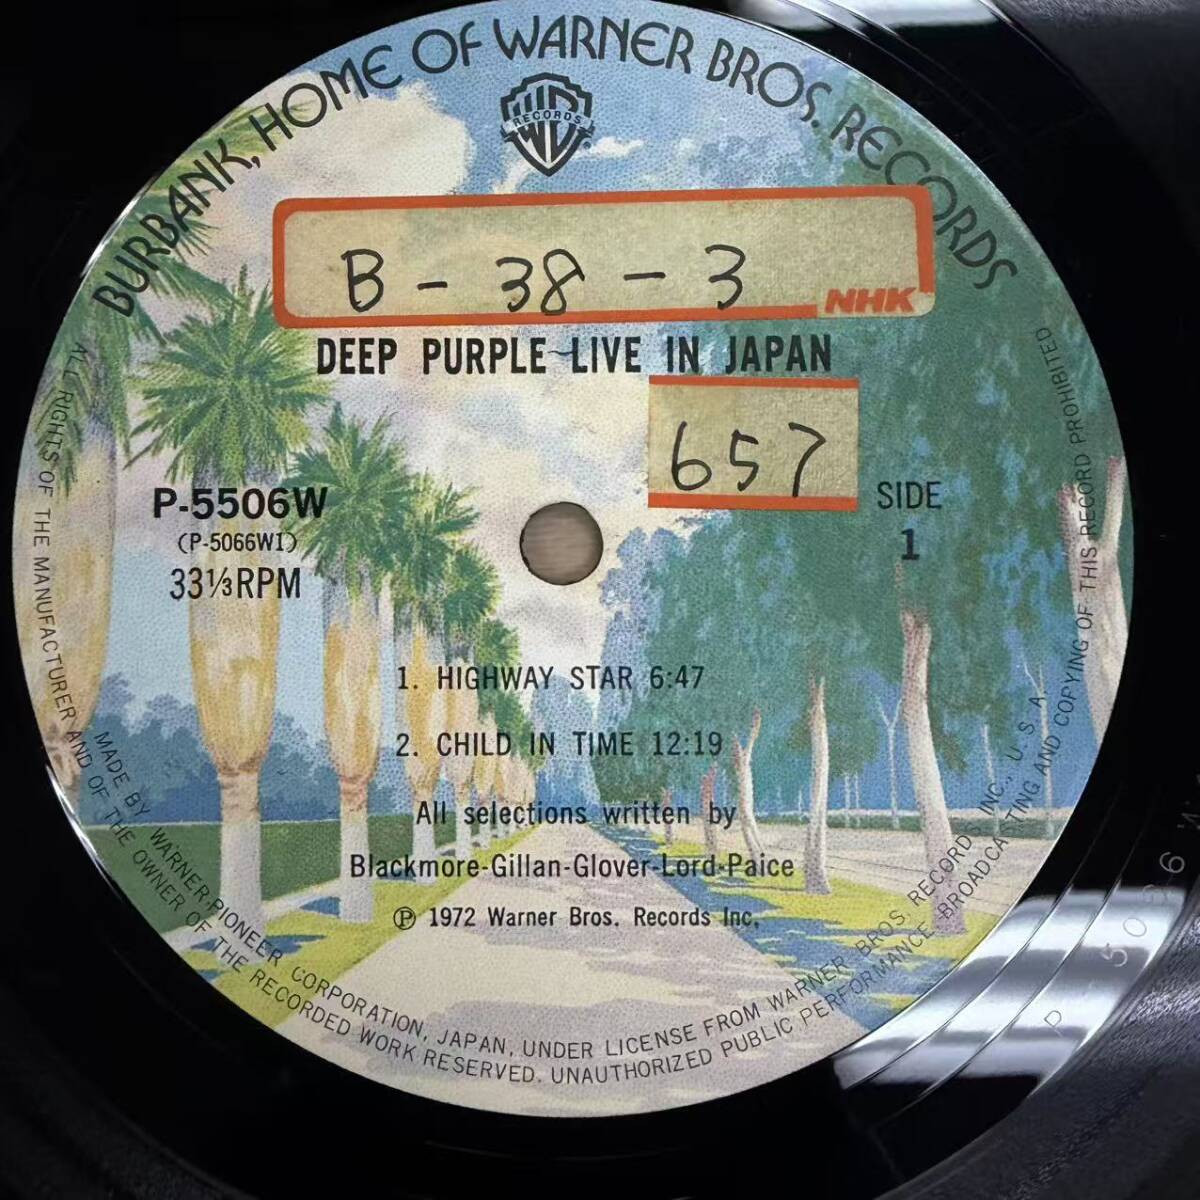 BURBANK, HOME OF WARNER BROS. RECORDS
WB
RECORDS
B - 38 - 3
NHK
DEEP PURPLE LIVE IN JAPAN
657
P-5506W
(P-5066W1)
33⅓RPM
SIDE
1
1. HIGHWAY STAR 6:47
2. CHILD IN TIME 12:19
All selections written by
Blackmore-Gillan-Glover-Lord-Paice
Ⓟ 1972 Warner Bros. Records Inc.
MADE BY WARNER-PIONEER CORPORATION, JAPAN, UNDER LICENSE FROM WARNER BROS. RECORDS INC., U.S.A.
ALL RIGHTS OF THE MANUFACTURER AND OF THE OWNER OF THE RECORDED WORK RESERVED. UNAUTHORIZED PUBLIC PERFORMANCE BROADCASTING AND COPYING OF THIS RECORD PROHIBITED